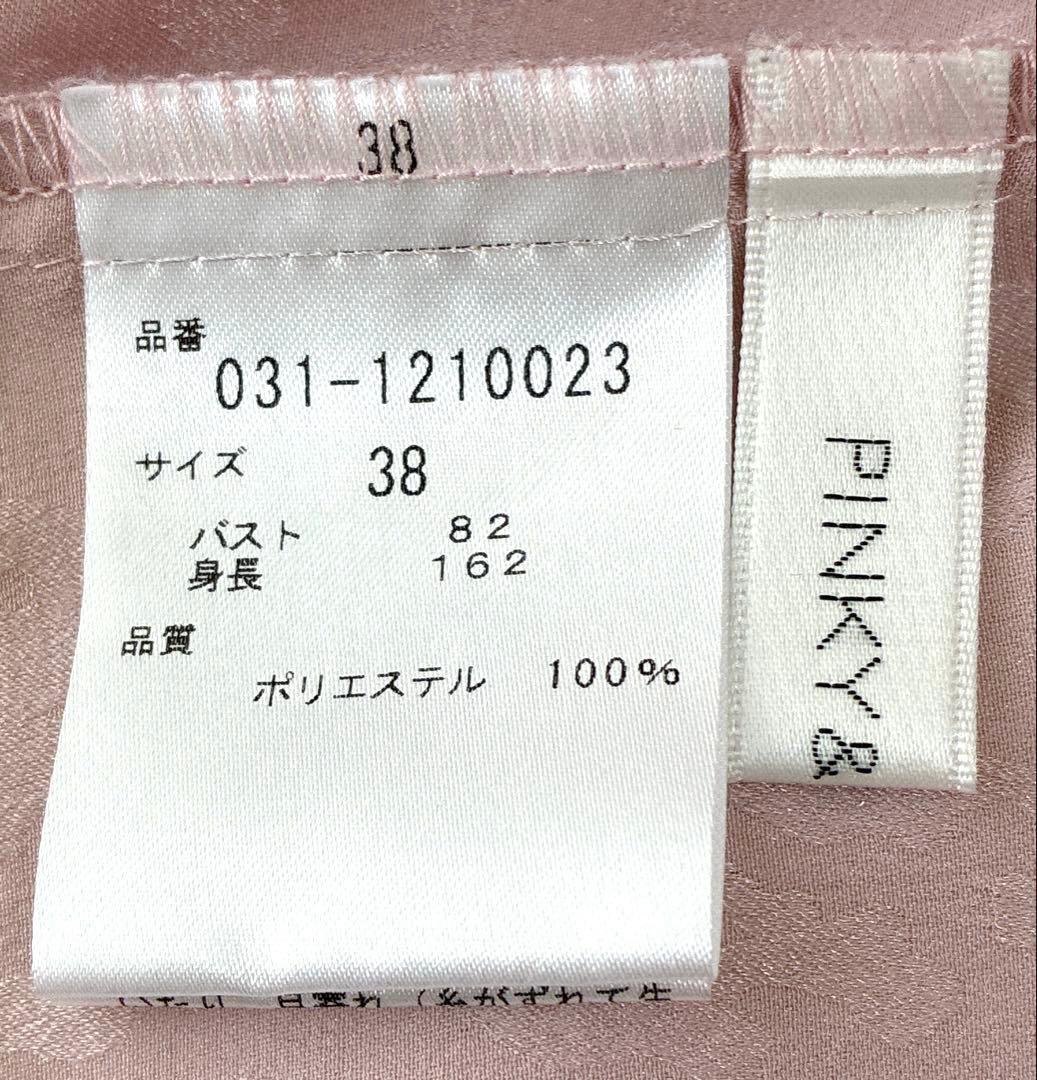 38
品番
031-1210023
サイズ 38
バスト 82
身長 162
品質
ポリエステル 100%
PINKY&